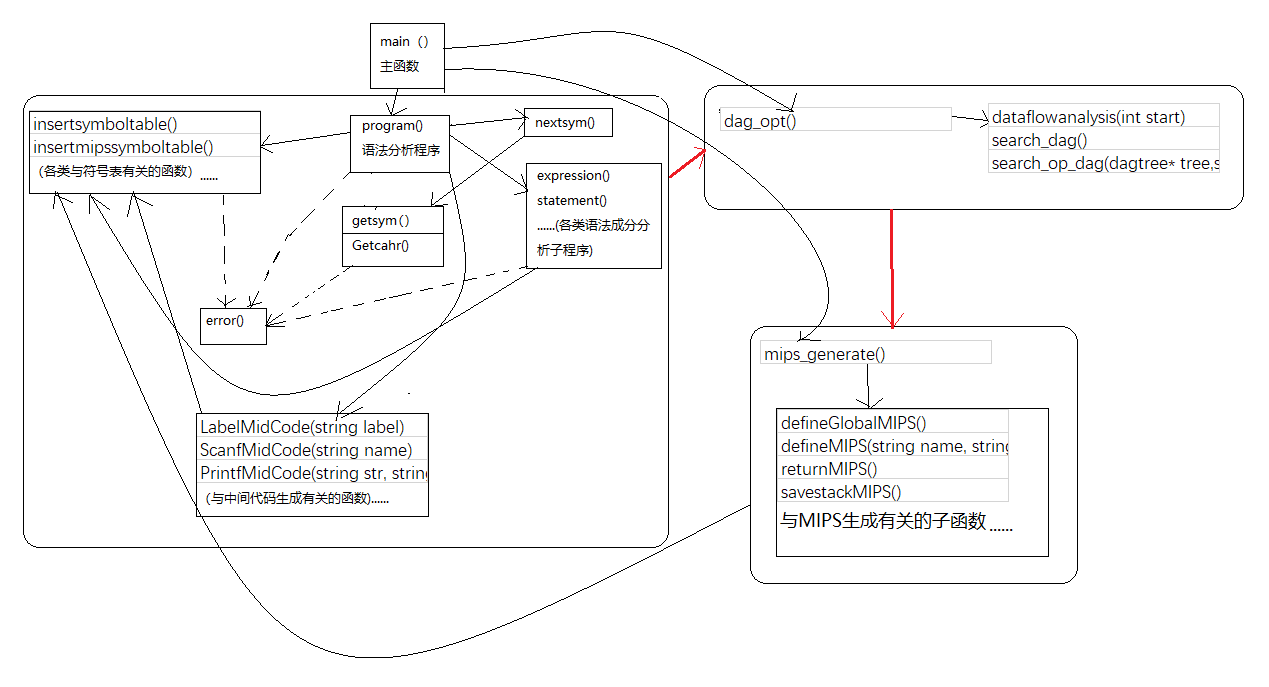 main（）
主函数
insertsymboltable()
insertmipssymboltable()
（各类与符号表有关的函数）......
program()
语法分析程序
nextsym()
expression()
statement()
......(各类语法成分分
析子程序)
getsym（）
Getcahr()
error()
LabelMidCode(string label)
ScanfMidCode(string name)
PrintfMidCode(string str, string
（与中间代码生成有关的函数)......
dag_opt()
dataflowanalysis(int start)
search_dag()
search_op_dag(dagtree* tree,s
mips_generate()
defineGlobalMIPS()
defineMIPS(string name, string
returnMIPS()
savestackMIPS()
与MIPS生成有关的子函数......